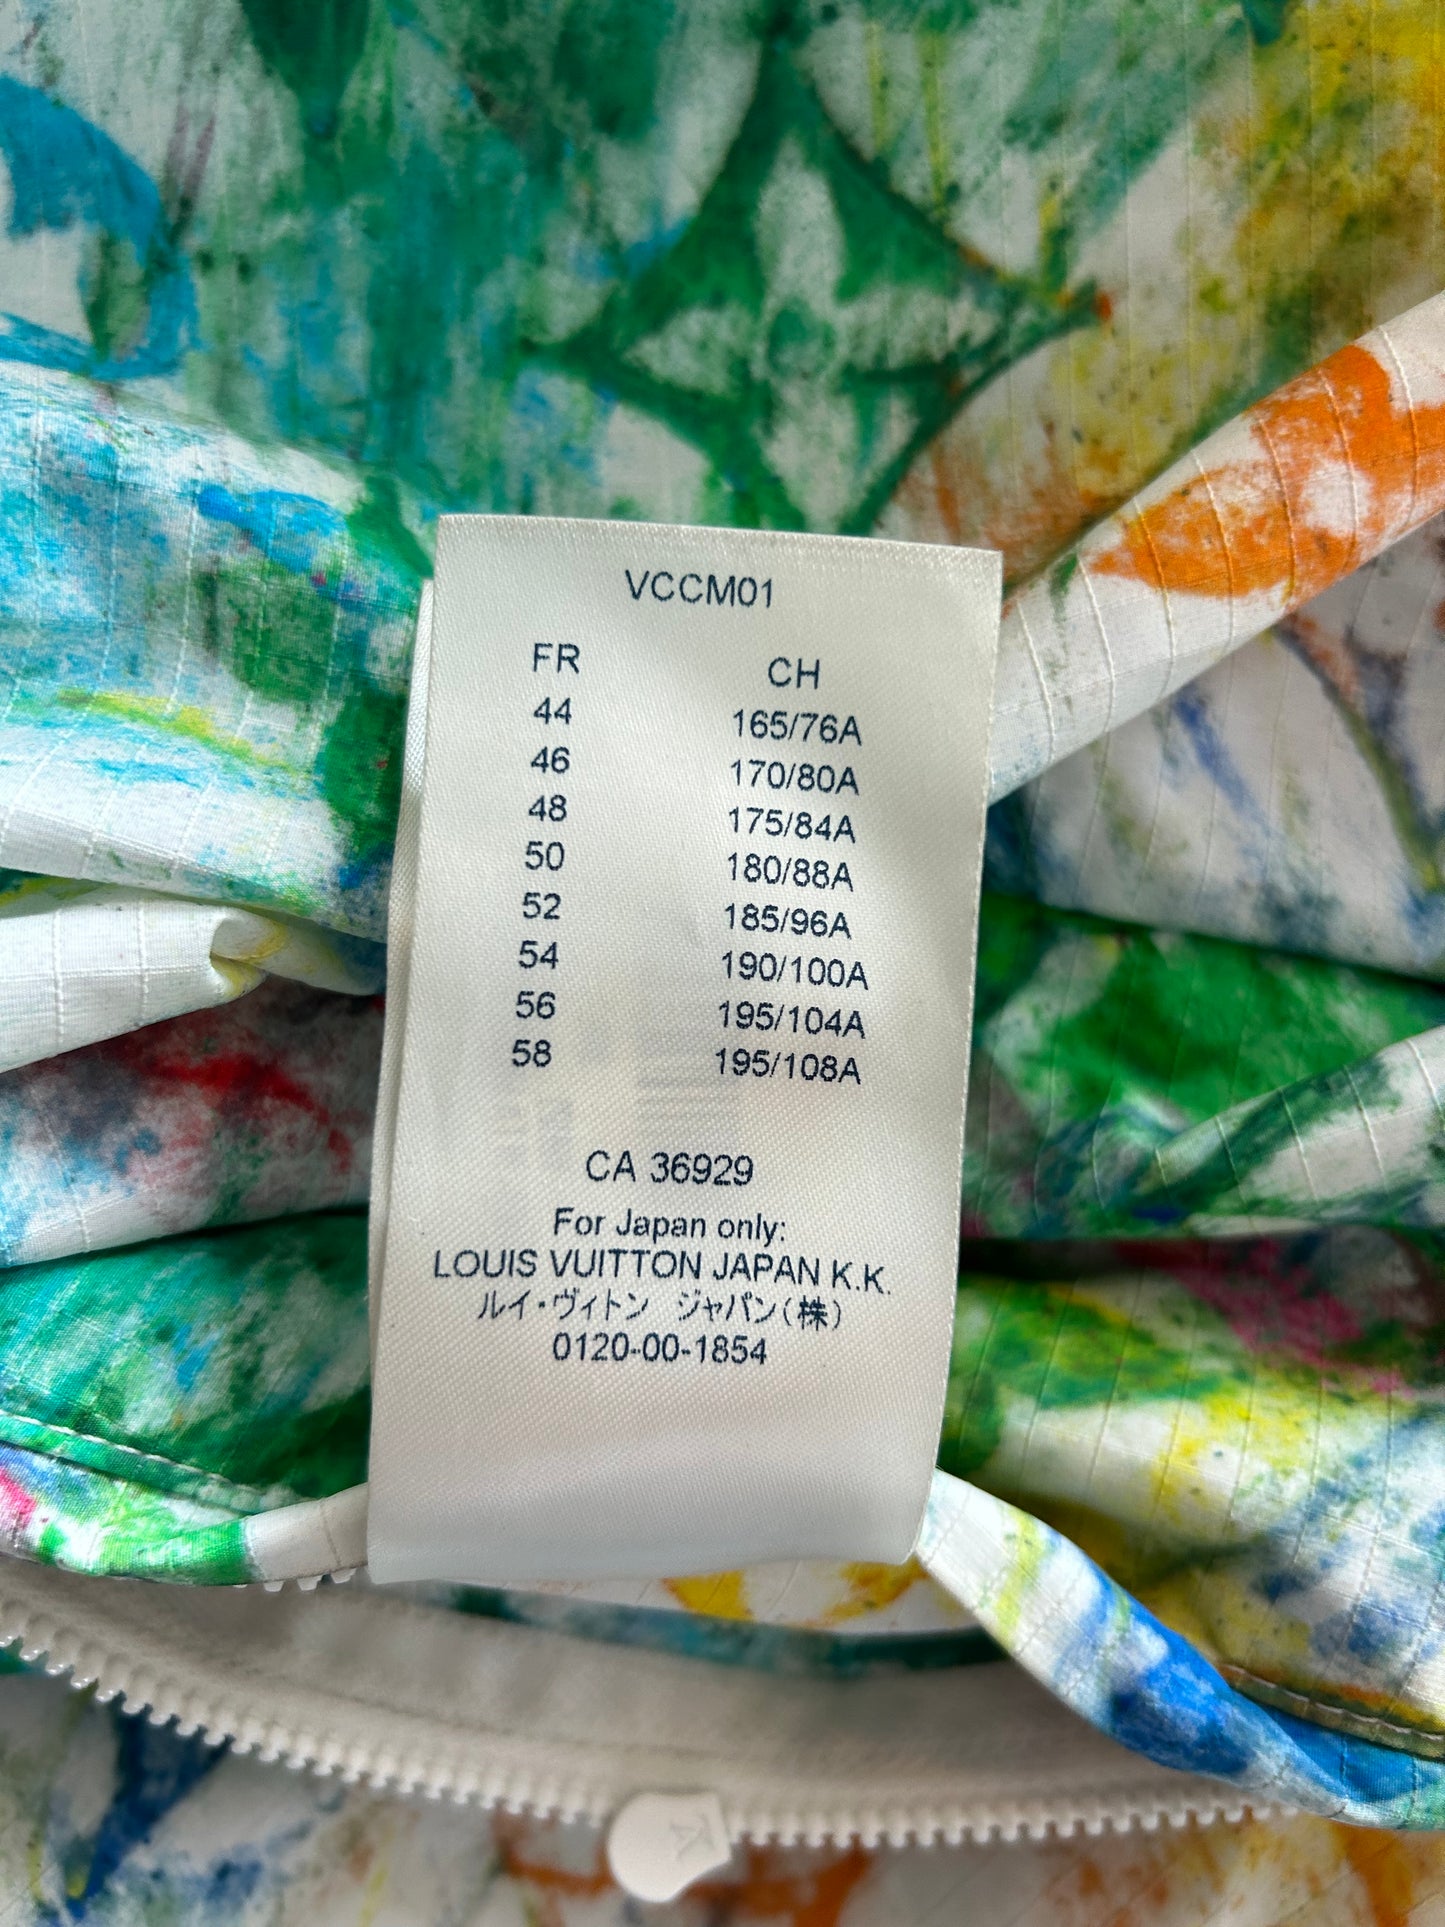 VCCM01
FR CH
44 165/76A
46 170/80A
48 175/84A
50 180/88A
52 185/96A
54 190/100A
56 195/104A
58 195/108A
CA 36929
For Japan only:
LOUIS VUITTON JAPAN K.K.
ルイ・ヴィトン ジャパン(株)
0120-00-1854